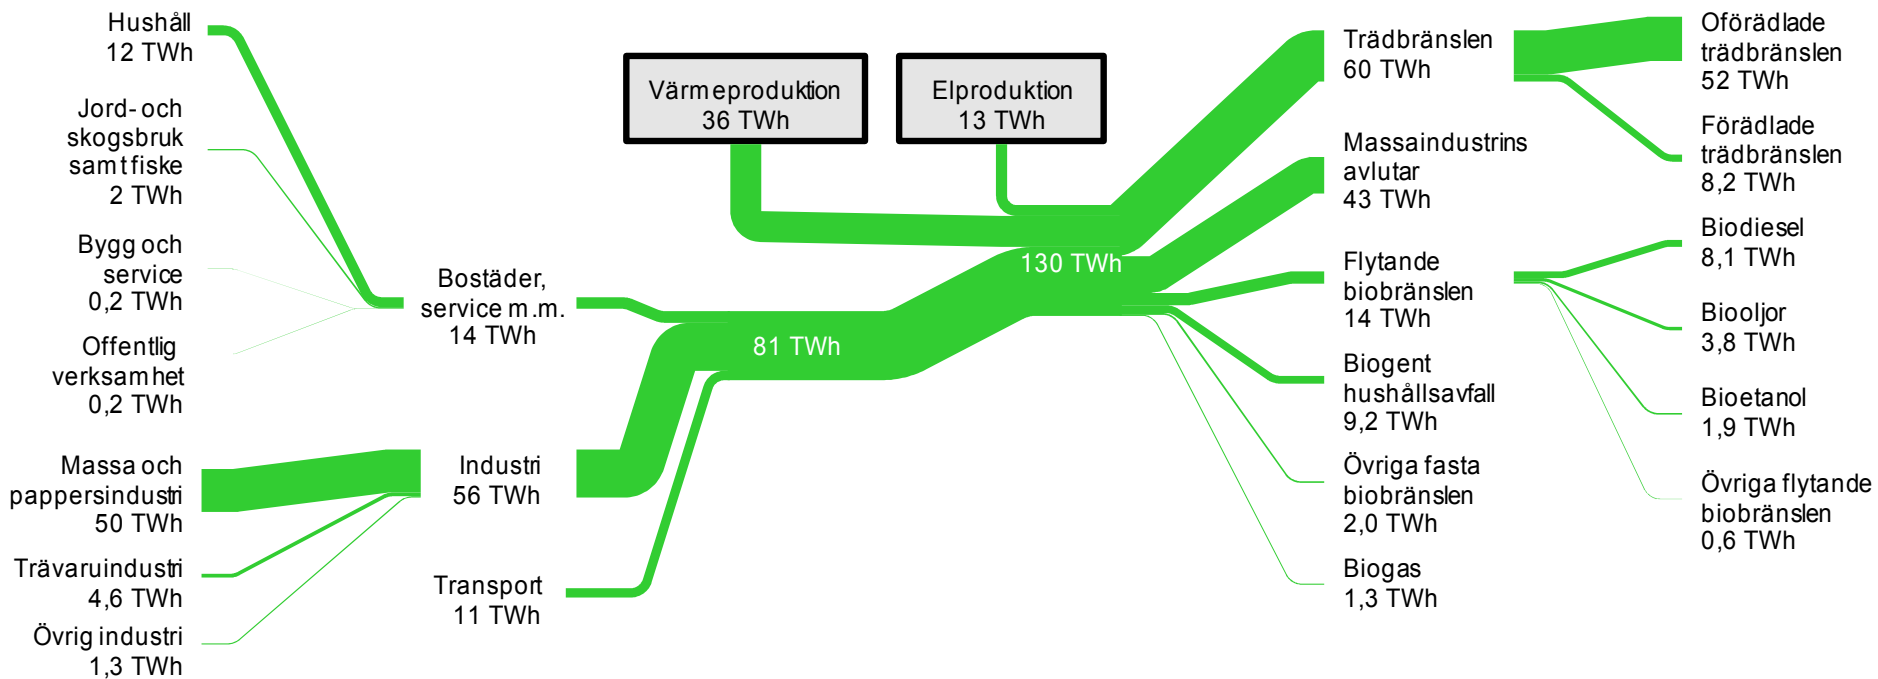 Hushåll
12 TWh
Jord- och
skogsbruk
samt fiske
2 TWh
Bygg och
service
0,2 TWh
Offentlig
verksamhet
0,2 TWh
Massa och
pappersindustri
50 TWh
Trävaruindustri
4,6 TWh
Övrig industri
1,3 TWh
Bostäder,
service m.m.
14 TWh
Industri
56 TWh
Transport
11 TWh
Värmeproduktion
36 TWh
Elproduktion
13 TWh
81 TWh
130 TWh
Trädbränslen
60 TWh
Massaindustrins
avlutar
43 TWh
Flytande
biobränslen
14 TWh
Biogent
hushållsavfall
9,2 TWh
Övriga fasta
biobränslen
2,0 TWh
Biogas
1,3 TWh
Oförädlade
trädbränslen
52 TWh
Förädlade
trädbränslen
8,2 TWh
Biodiesel
8,1 TWh
Biooljor
3,8 TWh
Bioetanol
1,9 TWh
Övriga flytande
biobränslen
0,6 TWh